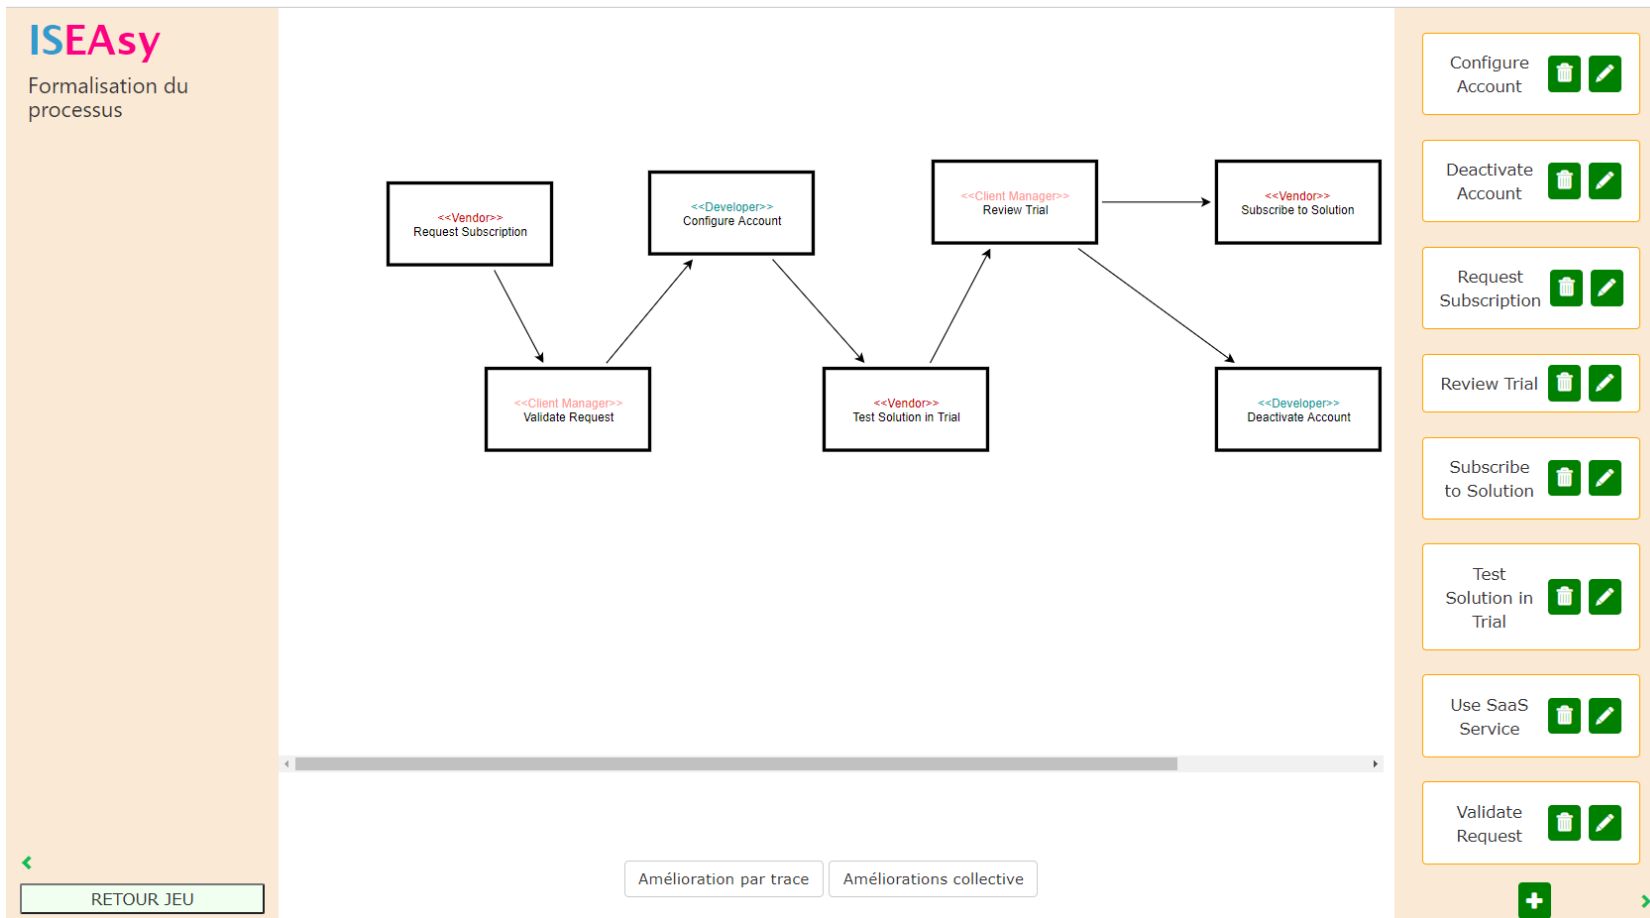 ISEAsy
Formalisation du
processus
RETOUR JEU
<<Vendor>>
Request Subscription
<<Developer>>
Configure Account
<<Client Manager>>
Review Trial
<<Vendor>>
Subscribe to Solution
<<Client Manager>>
Validate Request
<<Vendor>>
Test Solution in Trial
<<Developer>>
Deactivate Account
Amélioration par trace
Améliorations collective
Configure
Account
Deactivate
Account
Request
Subscription
Review Trial
Subscribe
to Solution
Test
Solution in
Trial
Use SaaS
Service
Validate
Request